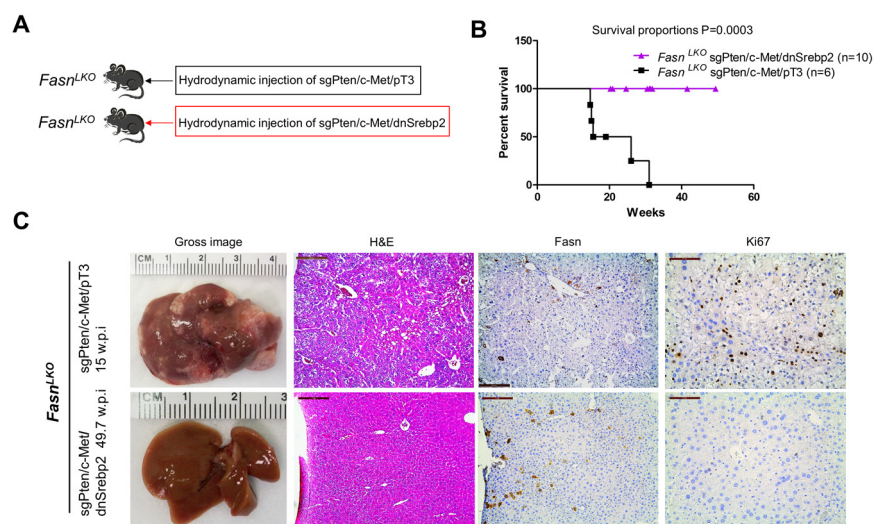 A
Fasn^LKO
Hydrodynamic injection of sgPten/c-Met/pT3
Fasn^LKO
Hydrodynamic injection of sgPten/c-Met/dnSrebp2
B
Survival proportions P=0.0003
Fasn^LKO sgPten/c-Met/dnSrebp2 (n=10)
Fasn^LKO sgPten/c-Met/pT3 (n=6)
Percent survival
150
100
50
0
0 20 40 60
Weeks
C
Gross image H&E Fasn Ki67
Fasn^LKO
sgPten/c-Met/pT3
15 w.p.i
CM 1 2 3 4
sgPten/c-Met/
dnSrebp2 49.7 w.p.i
CM 1 2 3